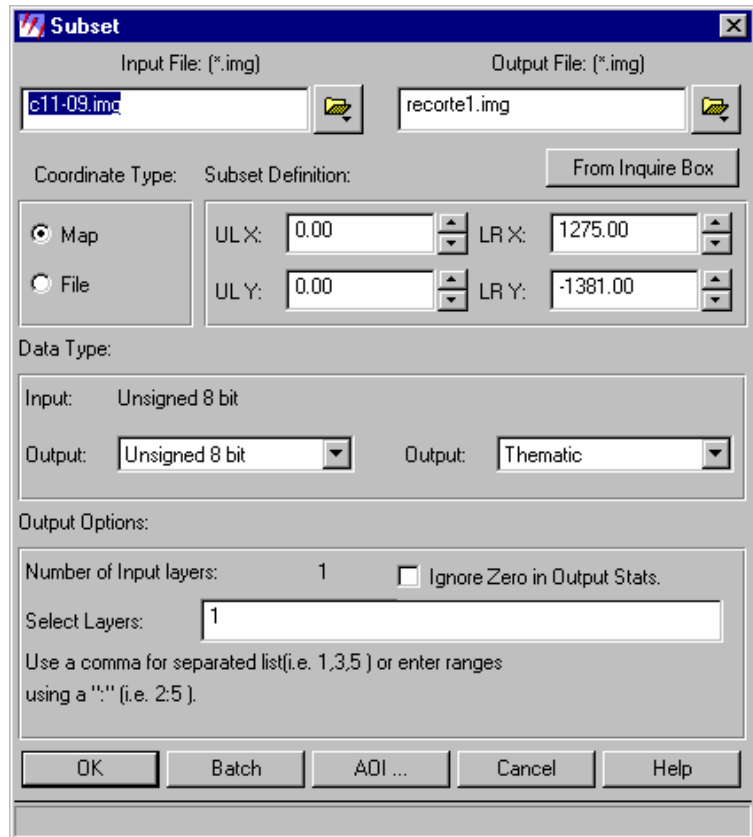 Subset
Input File: (*.img) Output File: (*.img)
c11-09.img recorte1.img
From Inquire Box
Coordinate Type: Subset Definition:
Map UL X: 0.00 LR X: 1275.00
File UL Y: 0.00 LR Y: -1381.00
Data Type:
Input: Unsigned 8 bit
Output: Unsigned 8 bit Output: Thematic
Output Options:
Number of Input layers: 1 Ignore Zero in Output Stats.
Select Layers: 1
Use a comma for separated list(i.e. 1,3,5 ) or enter ranges
using a ":" (i.e. 2:5 ).
OK Batch AOI ... Cancel Help